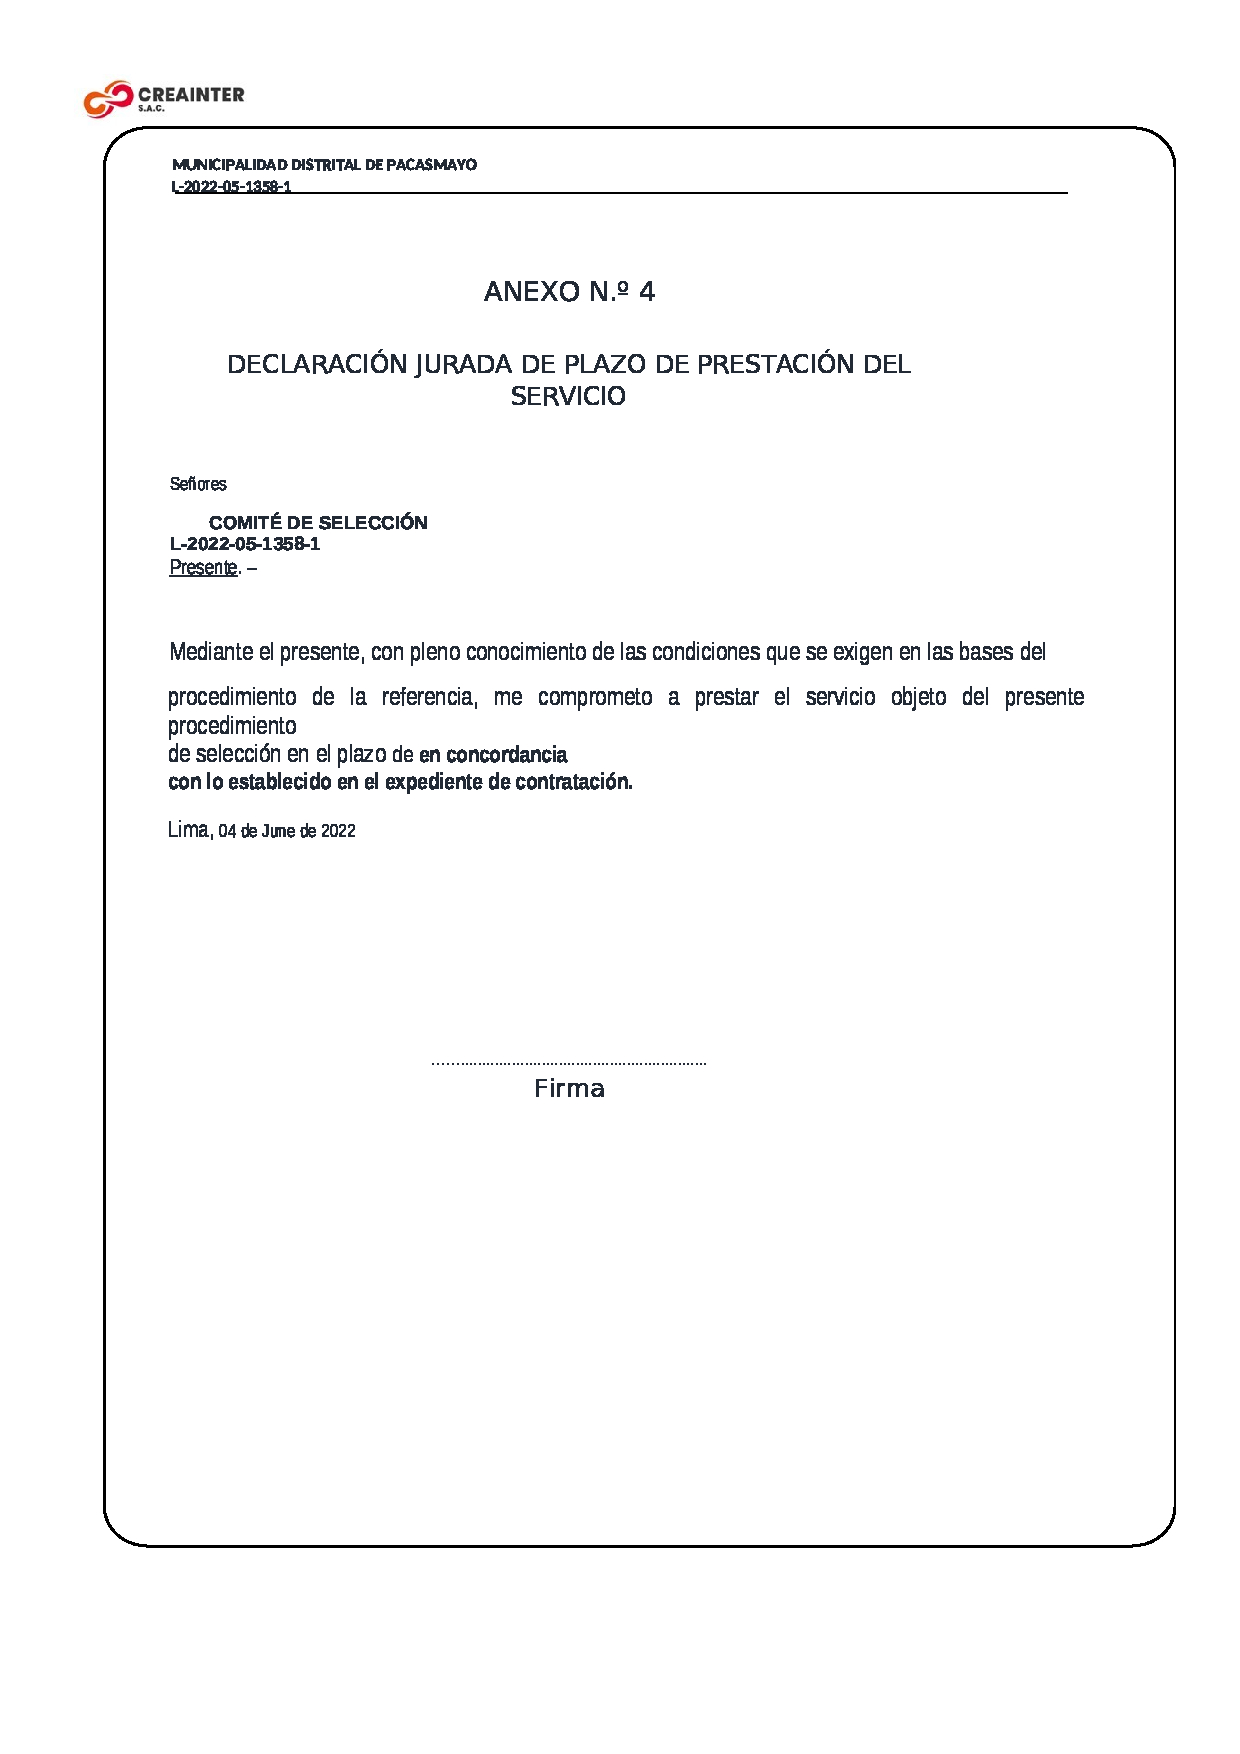 CREAINTER
S.A.C.
MUNICIPALIDAD DISTRITAL DE PACASMAYO
L-2022-05-1358-1
ANEXO N.º 4
DECLARACIÓN JURADA DE PLAZO DE PRESTACIÓN DEL
SERVICIO
Señores
COMITÉ DE SELECCIÓN
L-2022-05-1358-1
Presente. –
Mediante el presente, con pleno conocimiento de las condiciones que se exigen en las bases del
procedimiento de la referencia, me comprometo a prestar el servicio objeto del presente
procedimiento
de selección en el plazo de en concordancia
con lo establecido en el expediente de contratación.
Lima, 04 de June de 2022
................................................................
Firma